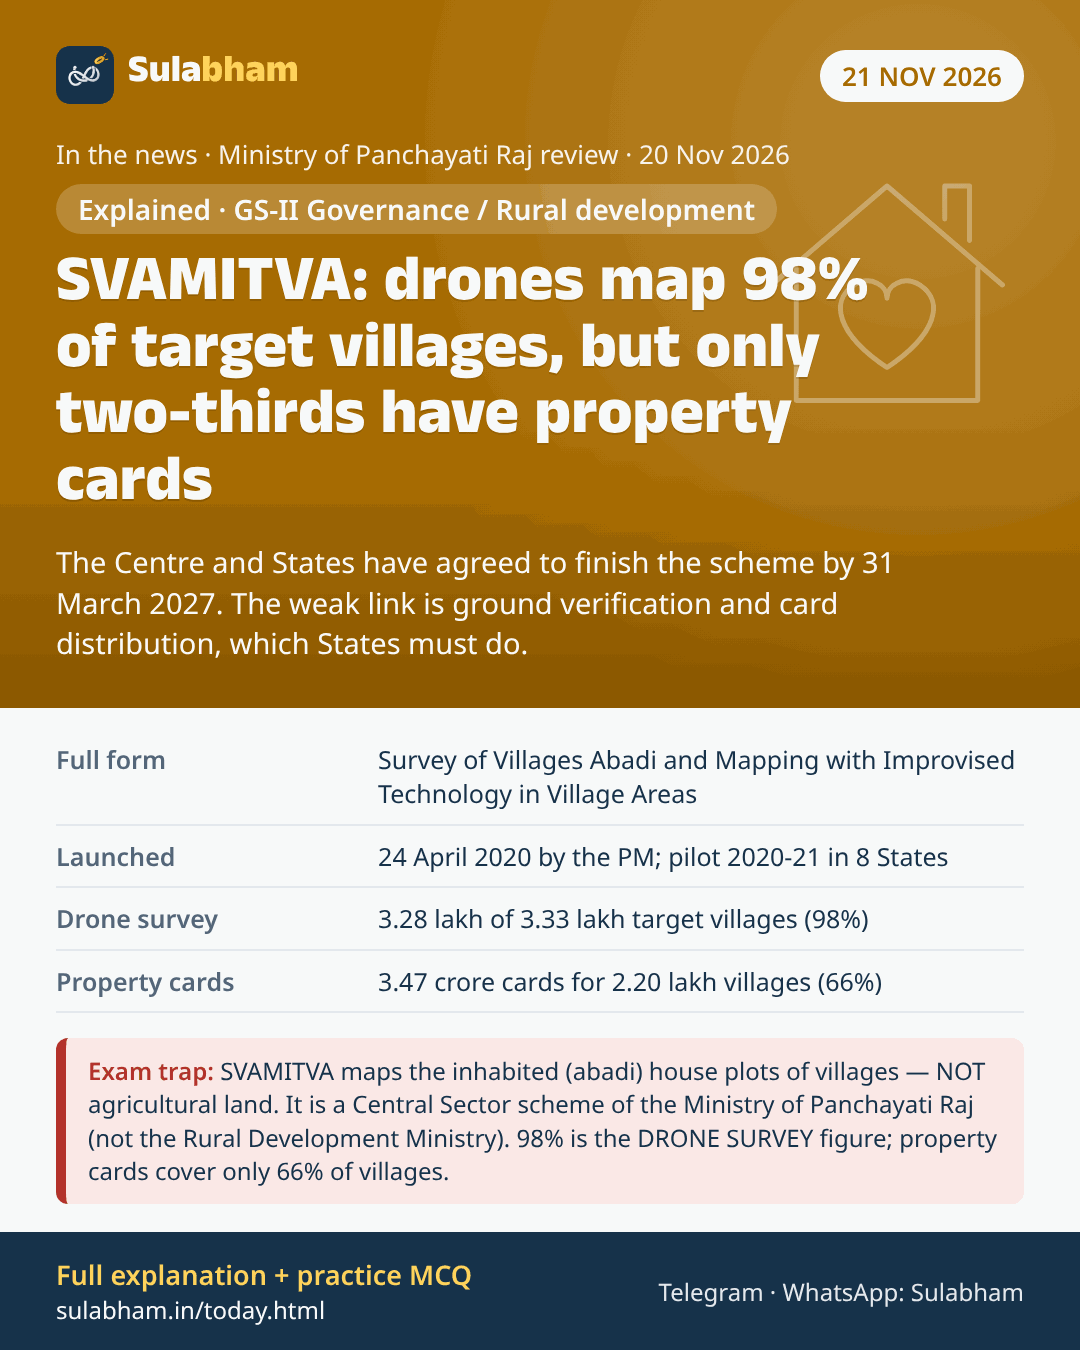 Sulabham
21 NOV 2026
In the news · Ministry of Panchayati Raj review · 20 Nov 2026
Explained · GS-II Governance / Rural development
SVAMITVA: drones map 98%
of target villages, but only
two-thirds have property
cards
The Centre and States have agreed to finish the scheme by 31
March 2027. The weak link is ground verification and card
distribution, which States must do.
Full form
Survey of Villages Abadi and Mapping with Improvised
Technology in Village Areas
Launched
24 April 2020 by the PM; pilot 2020-21 in 8 States
Drone survey
3.28 lakh of 3.33 lakh target villages (98%)
Property cards
3.47 crore cards for 2.20 lakh villages (66%)
Exam trap: SVAMITVA maps the inhabited (abadi) house plots of villages — NOT
agricultural land. It is a Central Sector scheme of the Ministry of Panchayati Raj
(not the Rural Development Ministry). 98% is the DRONE SURVEY figure; property
cards cover only 66% of villages.
Full explanation + practice MCQ
sulabham.in/today.html
Telegram · WhatsApp: Sulabham